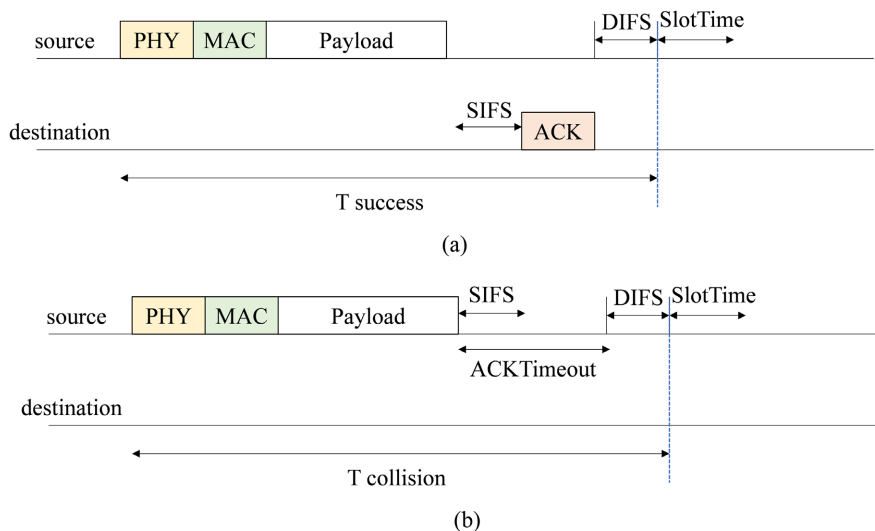 DIFS SlotTime
source PHY MAC Payload
SIFS
destination ACK
T success
(a)
SIFS DIFS SlotTime
source PHY MAC Payload
ACKTimeout
destination
T collision
(b)